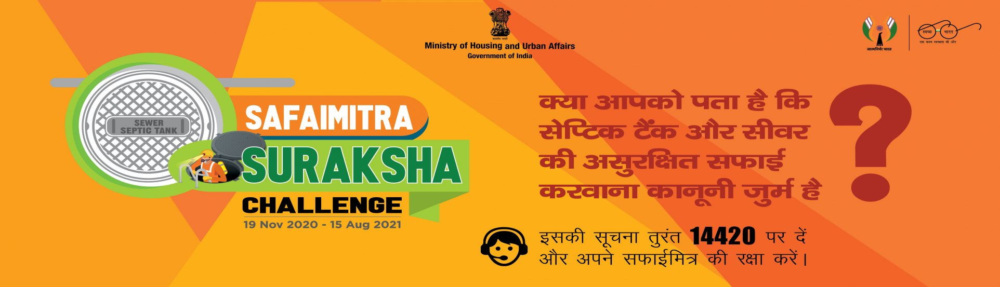 सत्यमेव जयते
Ministry of Housing and Urban Affairs
Government of India
आत्मनिर्भर भारत
स्वच्छ भारत
एक कदम स्वच्छता की ओर
SEWER
SEPTIC TANK
SAFAIMITRA
SURAKSHA
CHALLENGE
19 Nov 2020 - 15 Aug 2021
क्या आपको पता है कि
सेप्टिक टैंक और सीवर
की असुरक्षित सफाई
करवाना कानूनी जुर्म है
?
इसकी सूचना तुरंत 14420 पर दें
और अपने सफाईमित्र की रक्षा करें।